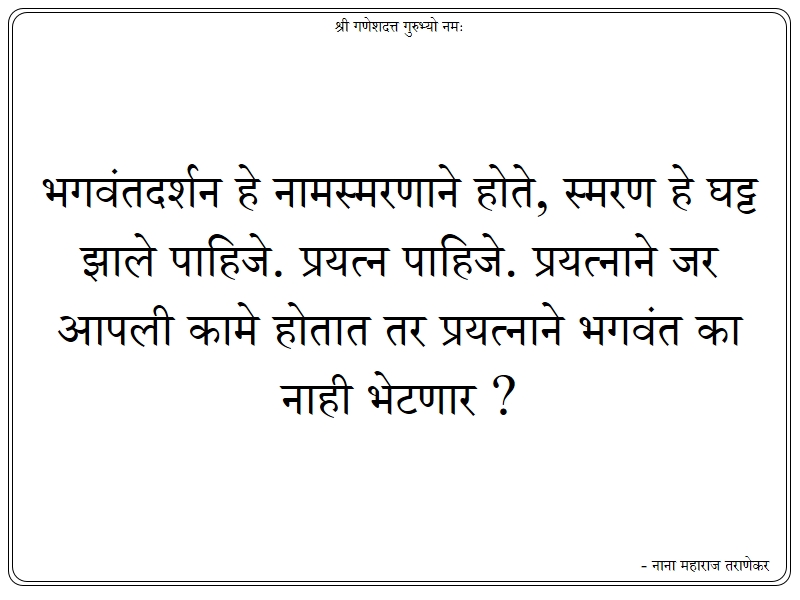 श्री गणेशदत्त गुरुभ्यो नमः
भगवंतदर्शन हे नामस्मरणाने होते, स्मरण हे घट्ट
झाले पाहिजे. प्रयत्न पाहिजे. प्रयत्नाने जर
आपली कामे होतात तर प्रयत्नाने भगवंत का
नाही भेटणार ?
- नाना महाराज तराणेकर